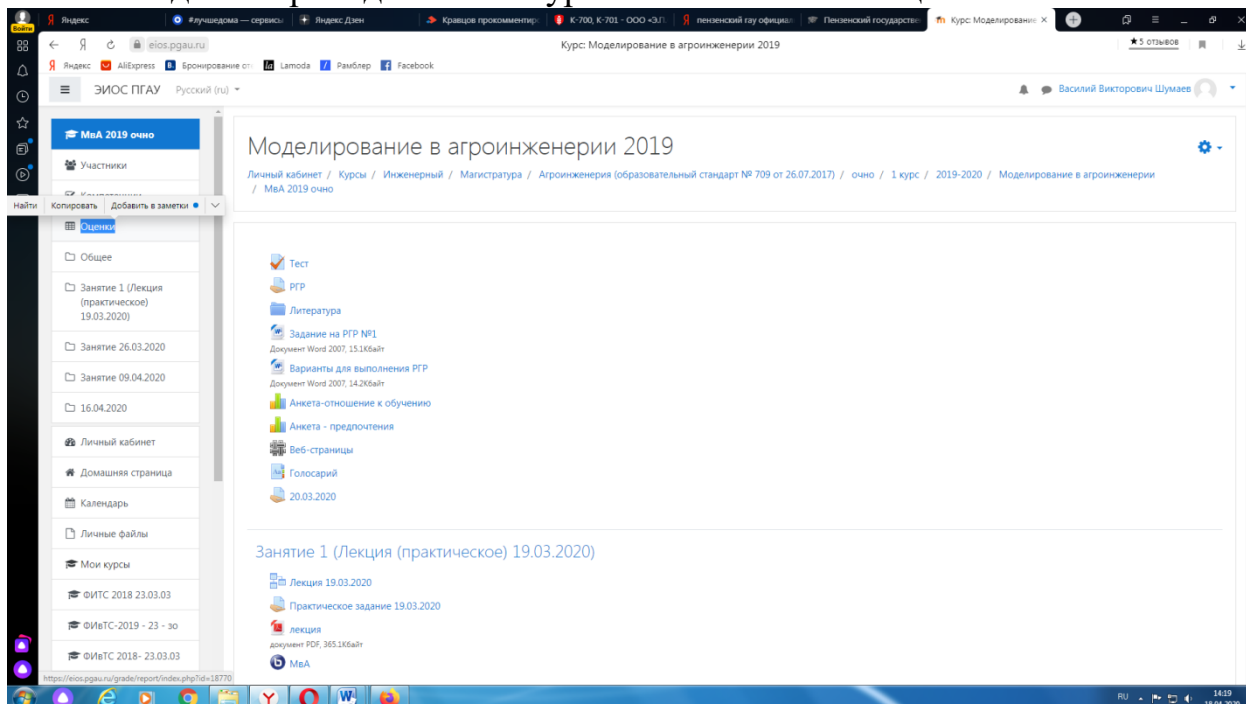 Яндекс
#лучшедома — сервисы
Яндекс Дзен
Кравцов прокомментир
К-700, К-701 - ООО «Э.Л.
пензенский гау официал
Пензенский государстве
Курс: Моделирование
Войти
eios.pgau.ru
Курс: Моделирование в агроинженерии 2019
★5 отзывов
Яндекс
AliExpress
Бронирование от
Lamoda
Рамблер
Facebook
ЭИОС ПГАУ
Русский (ru)
Василий Викторович Шумаев
МвА 2019 очно
Участники
Найти
Копировать
Добавить в заметки
Оценки
Общее
Занятие 1 (Лекция
(практическое)
19.03.2020)
Занятие 26.03.2020
Занятие 09.04.2020
16.04.2020
Личный кабинет
Домашняя страница
Календарь
Личные файлы
Мои курсы
ФИТС 2018 23.03.03
ФИвТС-2019 - 23 - зо
ФИвТС 2018- 23.03.03
https://eios.pgau.ru/grade/report/index.php?id=18770
Моделирование в агроинженерии 2019
Личный кабинет / Курсы / Инженерный / Магистратура / Агроинженерия (образовательный стандарт № 709 от 26.07.2017) / очно / 1 курс / 2019-2020 / Моделирование в агроинженерии
/ МвА 2019 очно
Тест
РГР
Литература
Задание на РГР №1
Документ Word 2007, 15.1Кбайт
Варианты для выполнения РГР
Документ Word 2007, 14.2Кбайт
Анкета-отношение к обучению
Анкета - предпочтения
Веб-страницы
Голосарий
20.03.2020
Занятие 1 (Лекция (практическое) 19.03.2020)
Лекция 19.03.2020
Практическое задание 19.03.2020
лекция
документ PDF, 365.1Кбайт
МвА
RU
14:19